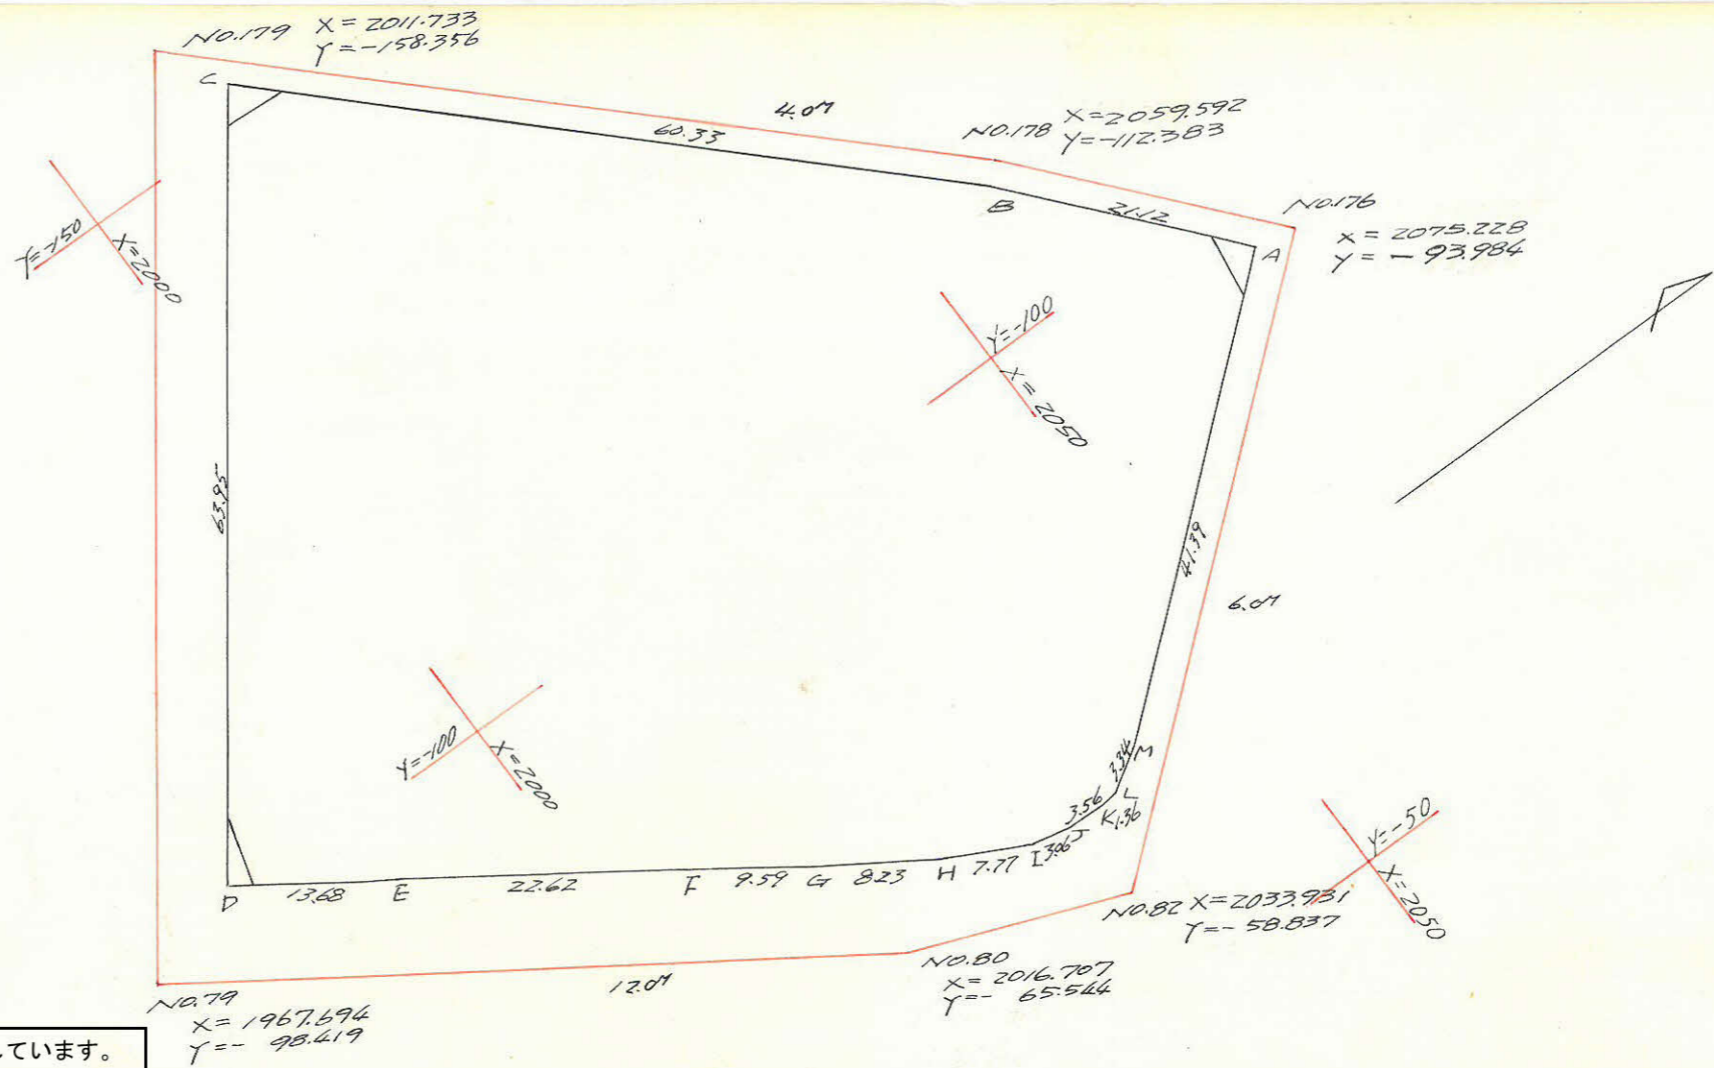 NO.179 X=2011.733
Y=-158.356
C
4.0M
60.33
NO.178 X=2059.592
Y=-112.383
B
21.12
NO.176
X=2075.228
Y=-93.984
A
Y=-150
X=2000
Y=-100
X=2050
63.95
41.39
6.0M
Y=-100
X=2000
3.34
M
L
3.56
K
1.36
J
3.06
I
7.77
H
8.23
G
9.59
F
22.62
E
13.68
D
Y=-50
X=2050
NO.82 X=2033.931
Y=-58.837
NO.80
X=2016.707
Y=-65.544
12.0M
NO.79
X=1967.694
Y=-98.419
しています。